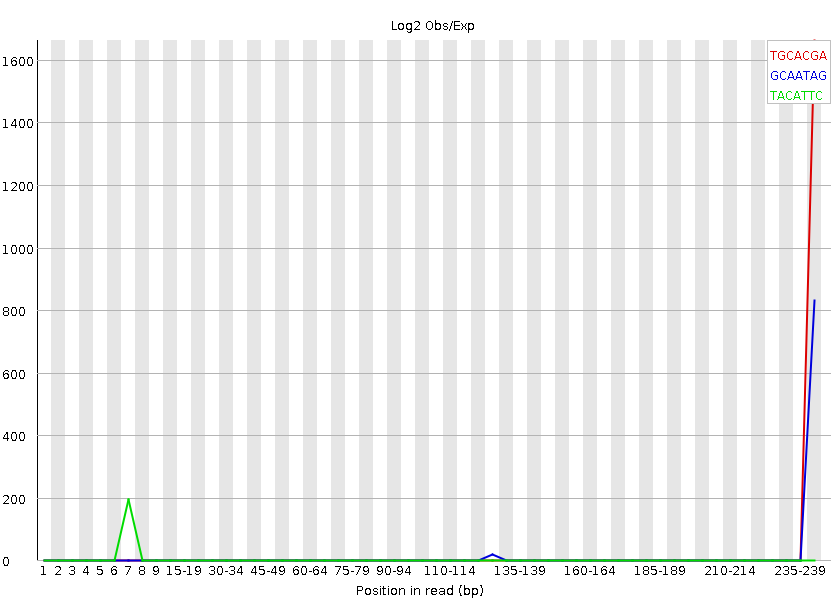 Log2 Obs/Exp
TGCACGA
GCAATAG
TACATTC
1600
1400
1200
1000
800
600
400
200
0
1 2 3 4 5 6 7 8 9 15-19 30-34 45-49 60-64 75-79 90-94 110-114 135-139 160-164 185-189 210-214 235-239
Position in read (bp)